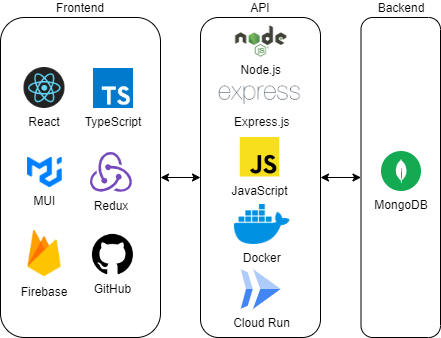 Frontend
API
Backend
React
TypeScript
TS
MUI
Redux
Firebase
GitHub
node
JS
Node.js
express
Express.js
JS
JavaScript
Docker
Cloud Run
MongoDB